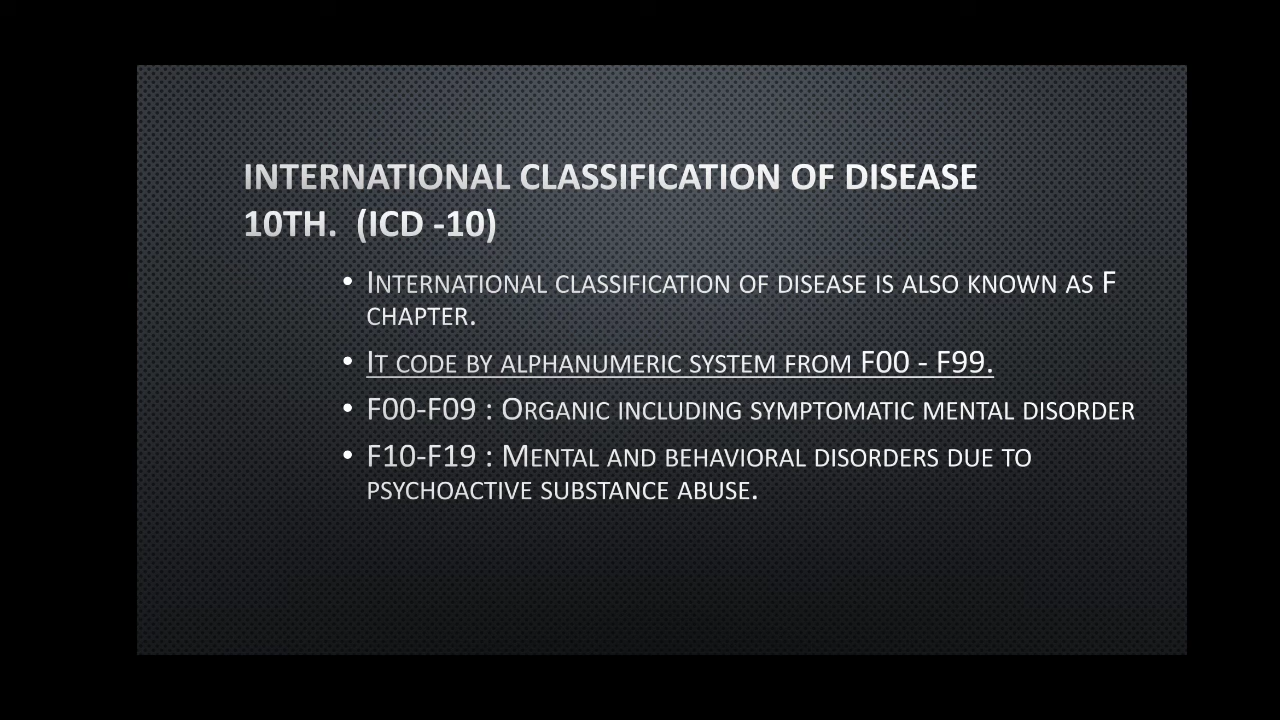 INTERNATIONAL CLASSIFICATION OF DISEASE
10TH. (ICD -10)
• INTERNATIONAL CLASSIFICATION OF DISEASE IS ALSO KNOWN AS F
CHAPTER.
• IT CODE BY ALPHANUMERIC SYSTEM FROM F00 - F99.
• F00-F09 : ORGANIC INCLUDING SYMPTOMATIC MENTAL DISORDER
• F10-F19 : MENTAL AND BEHAVIORAL DISORDERS DUE TO
PSYCHOACTIVE SUBSTANCE ABUSE.